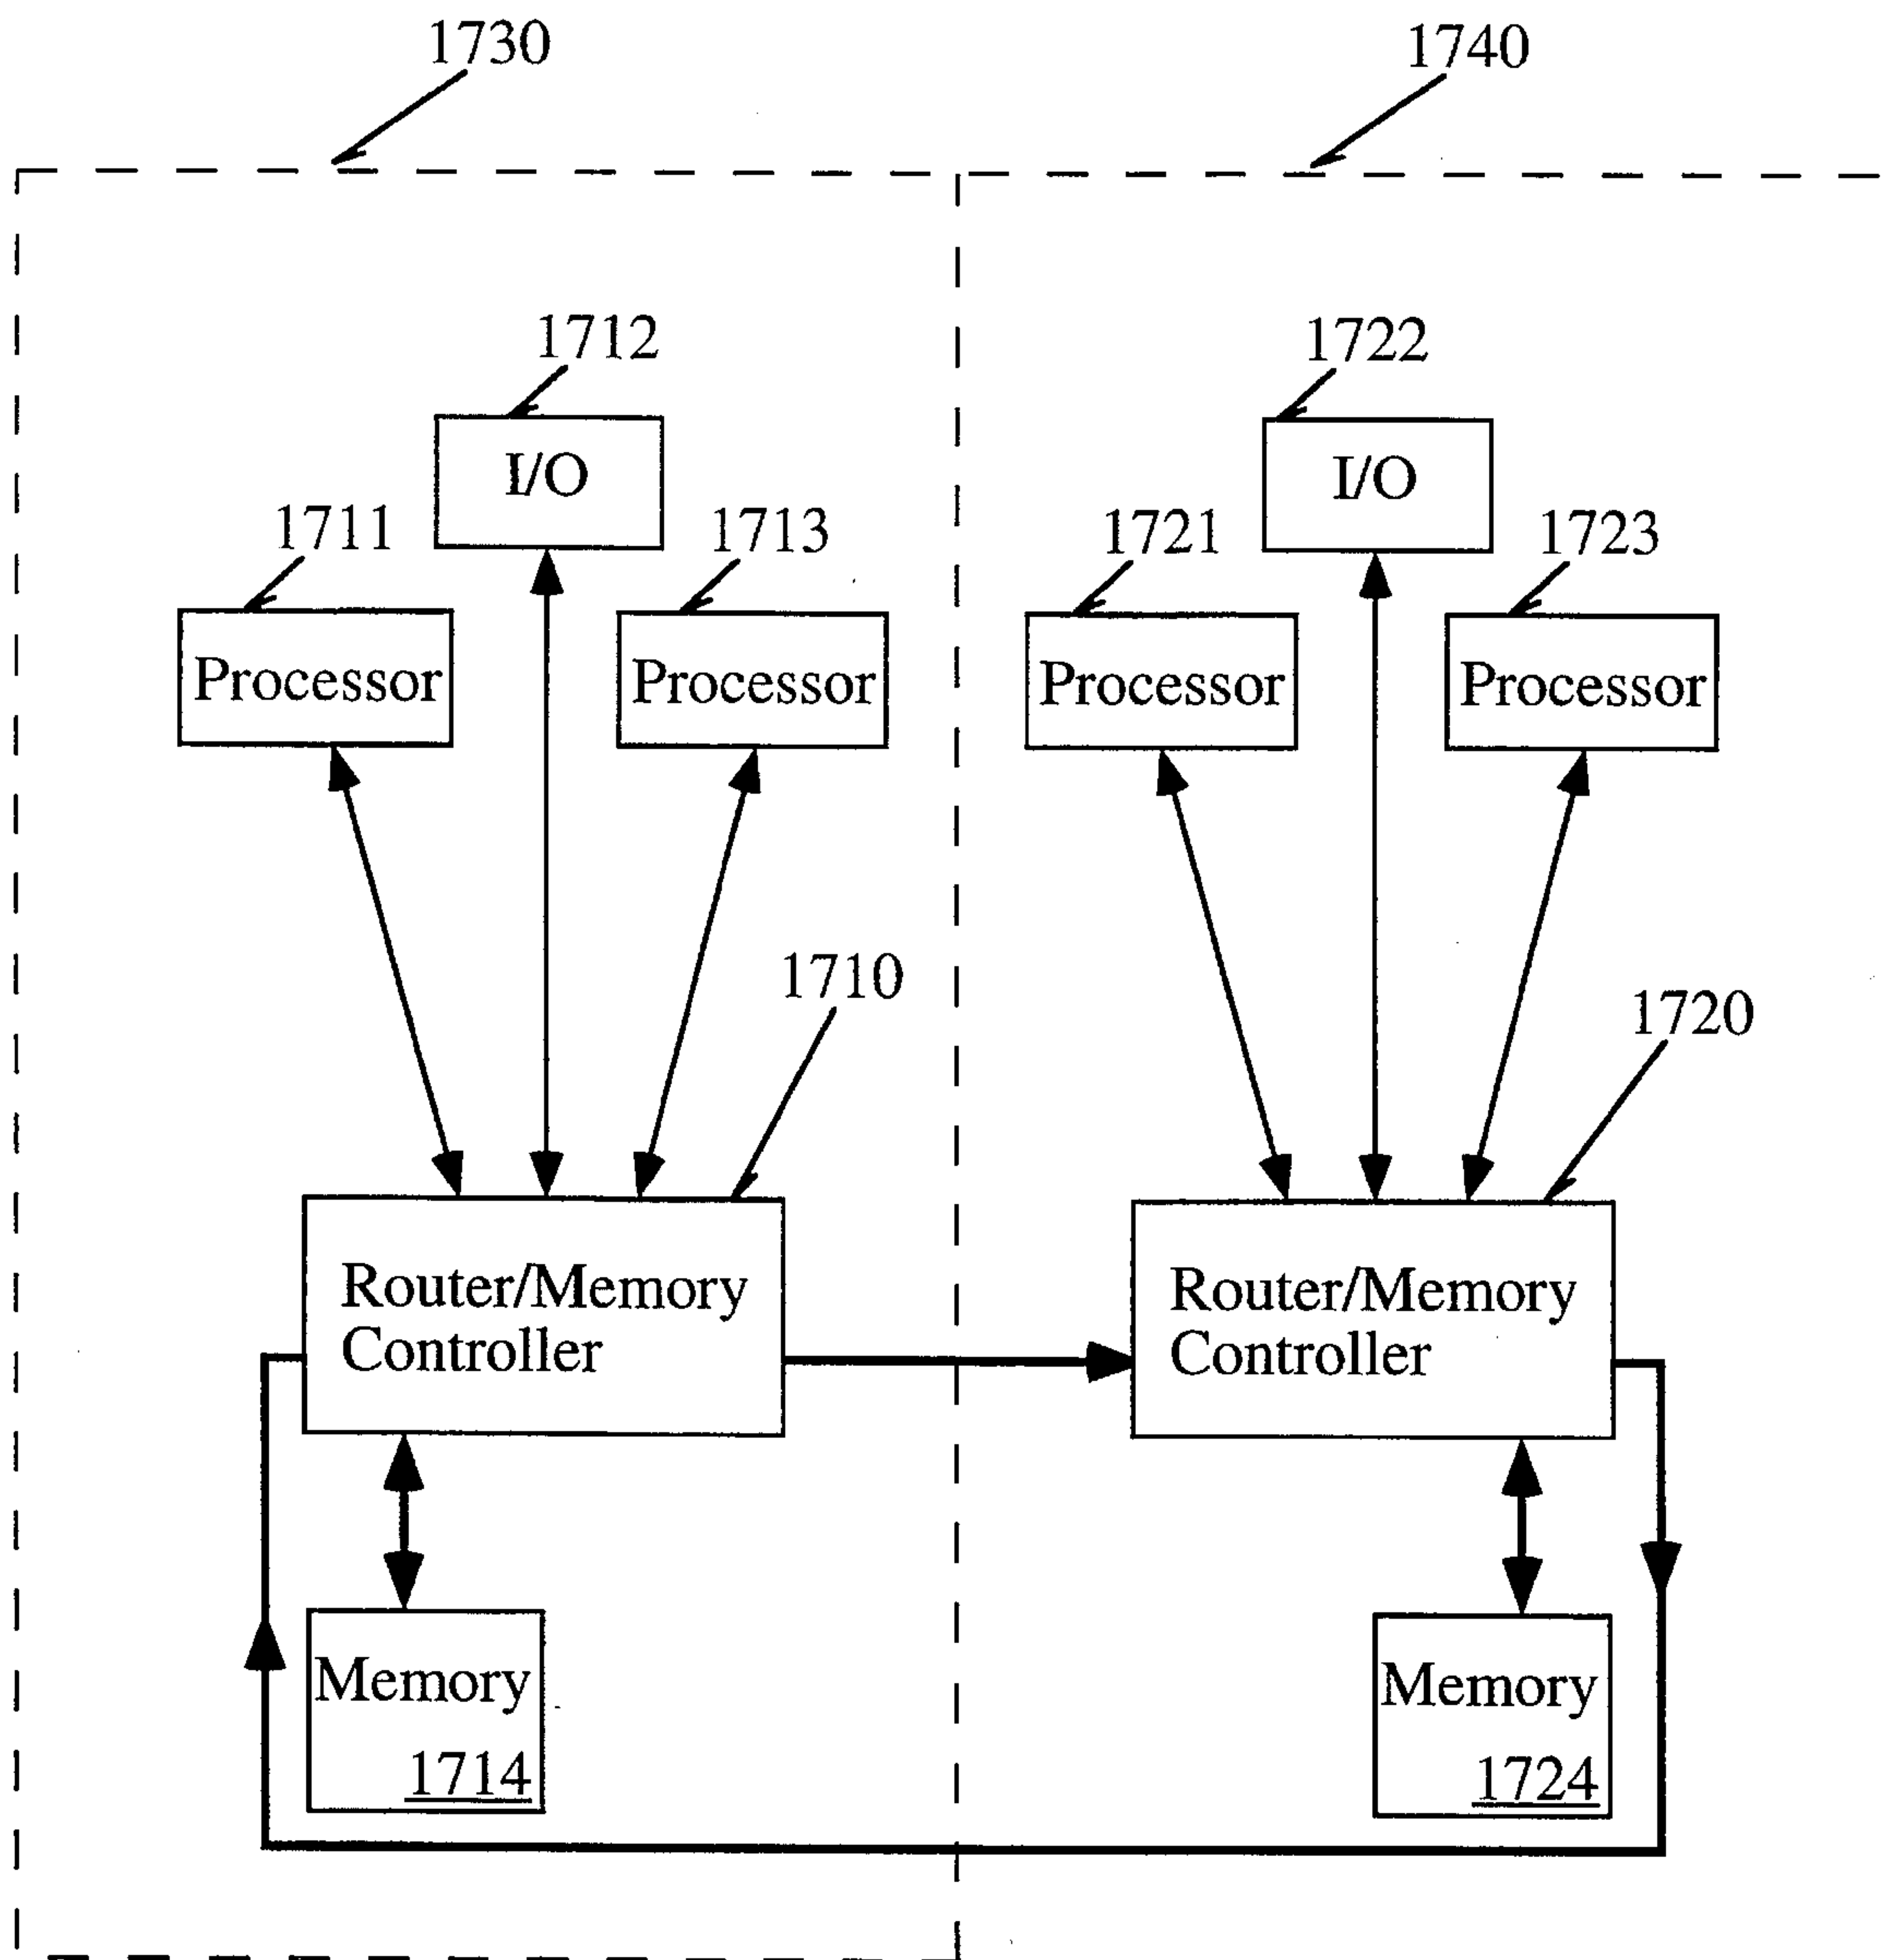 1730
1740
1712
1722
I/O
I/O
1711
1713
1721
1723
Processor
Processor
Processor
Processor
1710
1720
Router/Memory
Controller
Router/Memory
Controller
Memory
1714
Memory
1724